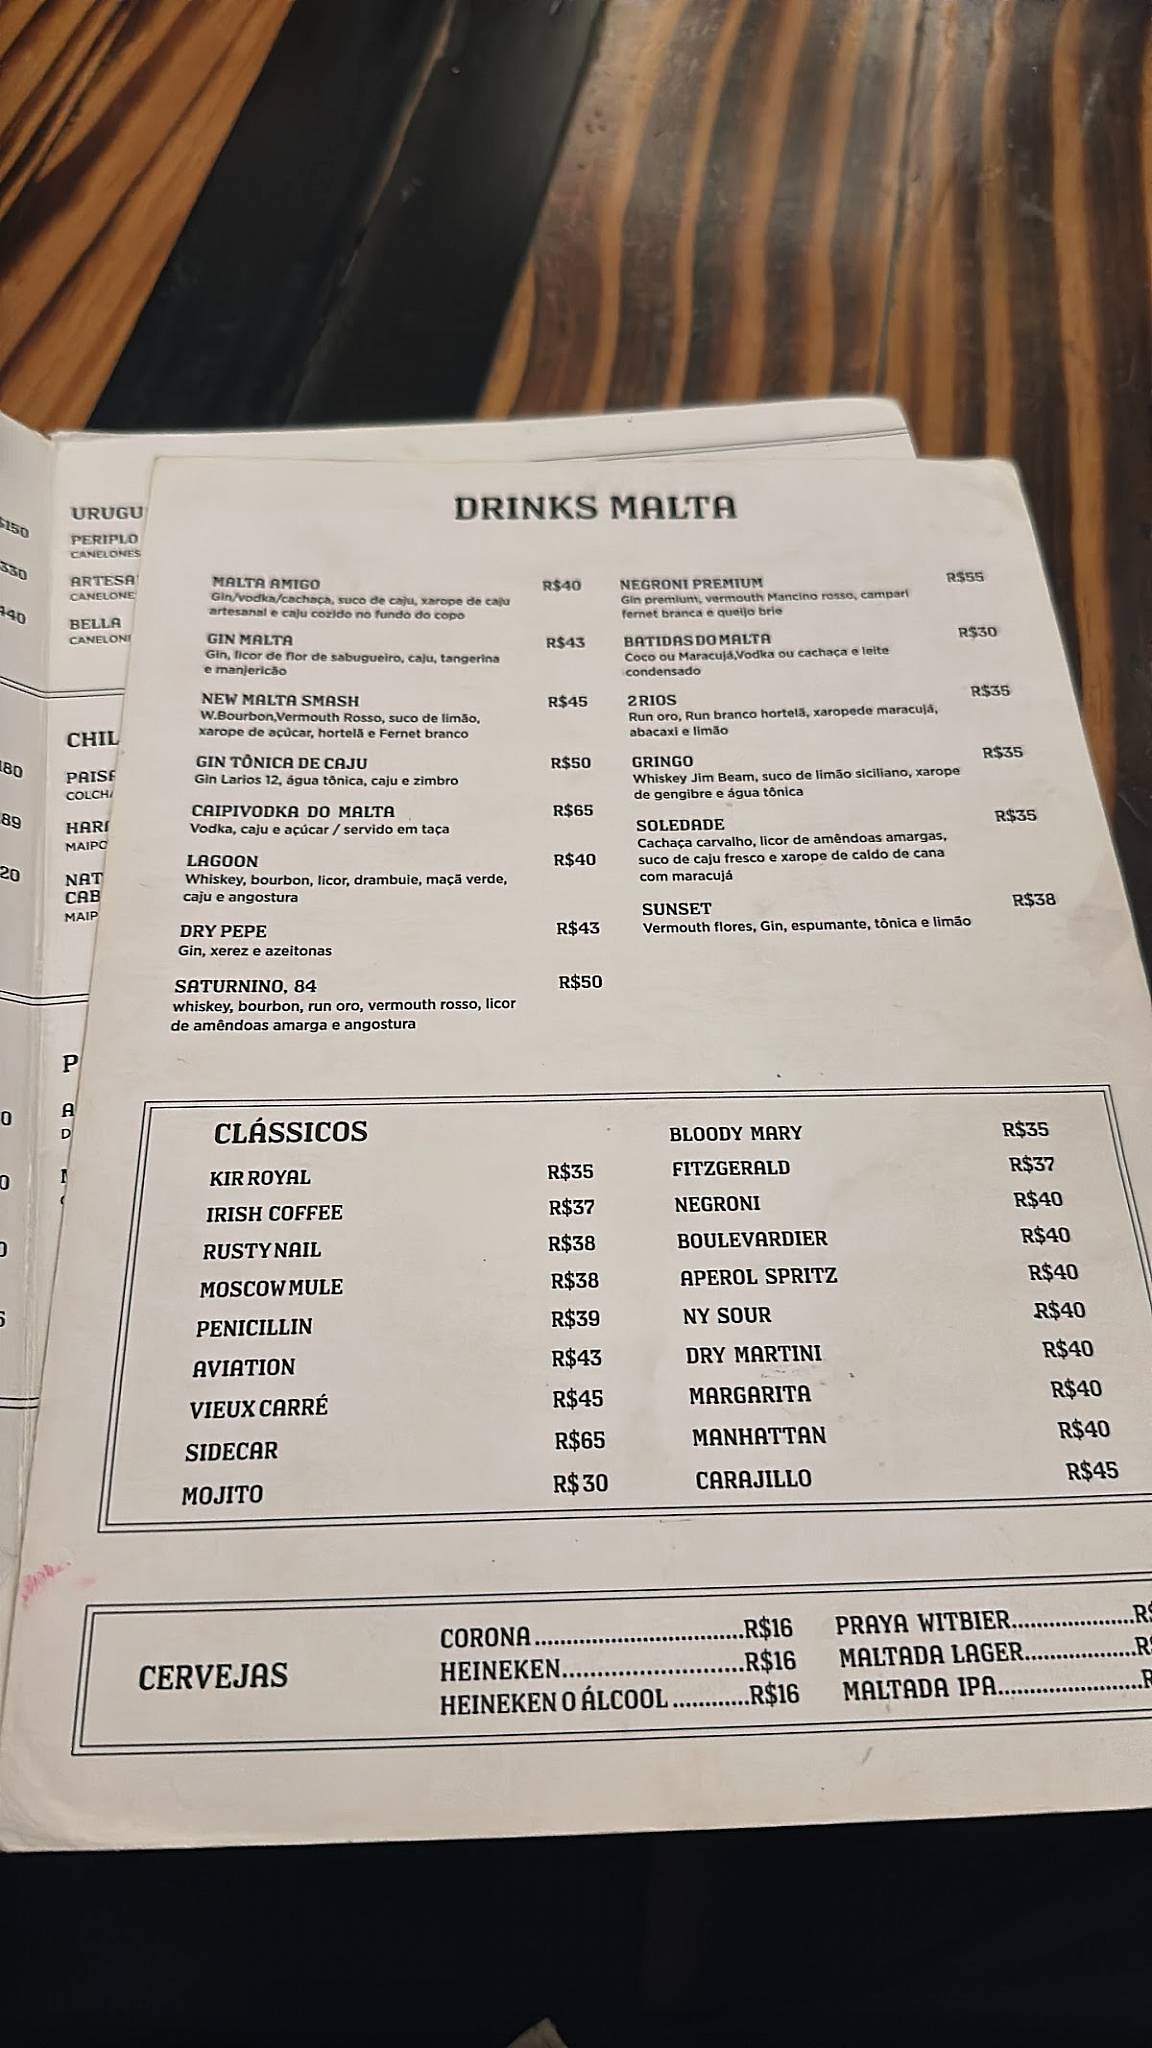 $150
330
URUGU
PERIPLO
CANELONES
ARTESA
CANELONE
BELLA
CANELONI
CHIL
COLCHA
89
MAIPO
NAT
CAB
MAIP
P
A
D
DRINKS MALTA
MALTA AMIGO R$40
Gin/vodka/cachaça, suco de caju, xarope de caju
artesanal e caju cozido no fundo do copo
GIN MALTA R$43
Gin, licor de flor de sabugueiro, caju, tangerina
e manjericão
NEW MALTA SMASH R$45
W.Bourbon,Vermouth Rosso, suco de limão,
xarope de açúcar, hortelã e Fernet branco
GIN TÔNICA DE CAJU R$50
Gin Larios 12, água tônica, caju e zimbro
CAIPIVODKA DO MALTA R$65
Vodka, caju e açúcar / servido em taça
LAGOON R$40
Whiskey, bourbon, licor, drambuie, maçã verde,
caju e angostura
DRY PEPE R$43
Gin, xerez e azeitonas
SATURNINO, 84 R$50
whiskey, bourbon, run oro, vermouth rosso, licor
de amêndoas amarga e angostura
NEGRONI PREMIUM R$55
Gin premium, vermouth Mancino rosso, campari
fernet branca e queijo brie
BATIDAS DO MALTA R$30
Coco ou Maracujá,Vodka ou cachaça e leite
condensado
2RIOS R$35
Run oro, Run branco hortelã, xaropede maracujá,
abacaxi e limão
GRINGO R$35
Whiskey Jim Beam, suco de limão siciliano, xarope
de gengibre e água tônica
SOLEDADE R$35
Cachaça carvalho, licor de amêndoas amargas,
suco de caju fresco e xarope de caldo de cana
com maracujá
SUNSET R$38
Vermouth flores, Gin, espumante, tônica e limão
CLÁSSICOS
KIR ROYAL R$35
IRISH COFFEE R$37
RUSTY NAIL R$38
MOSCOW MULE R$38
PENICILLIN R$39
AVIATION R$43
VIEUX CARRÉ R$45
SIDECAR R$65
MOJITO R$30
BLOODY MARY R$35
FITZGERALD R$37
NEGRONI R$40
BOULEVARDIER R$40
APEROL SPRITZ R$40
NY SOUR R$40
DRY MARTINI R$40
MARGARITA R$40
MANHATTAN R$40
CARAJILLO R$45
CERVEJAS
CORONA.................................R$16
HEINEKEN............................R$16
HEINEKEN 0 ÁLCOOL............R$16
PRAYA WITBIER.....................R$
MALTADA LAGER...................R
MALTADA IPA.........................R